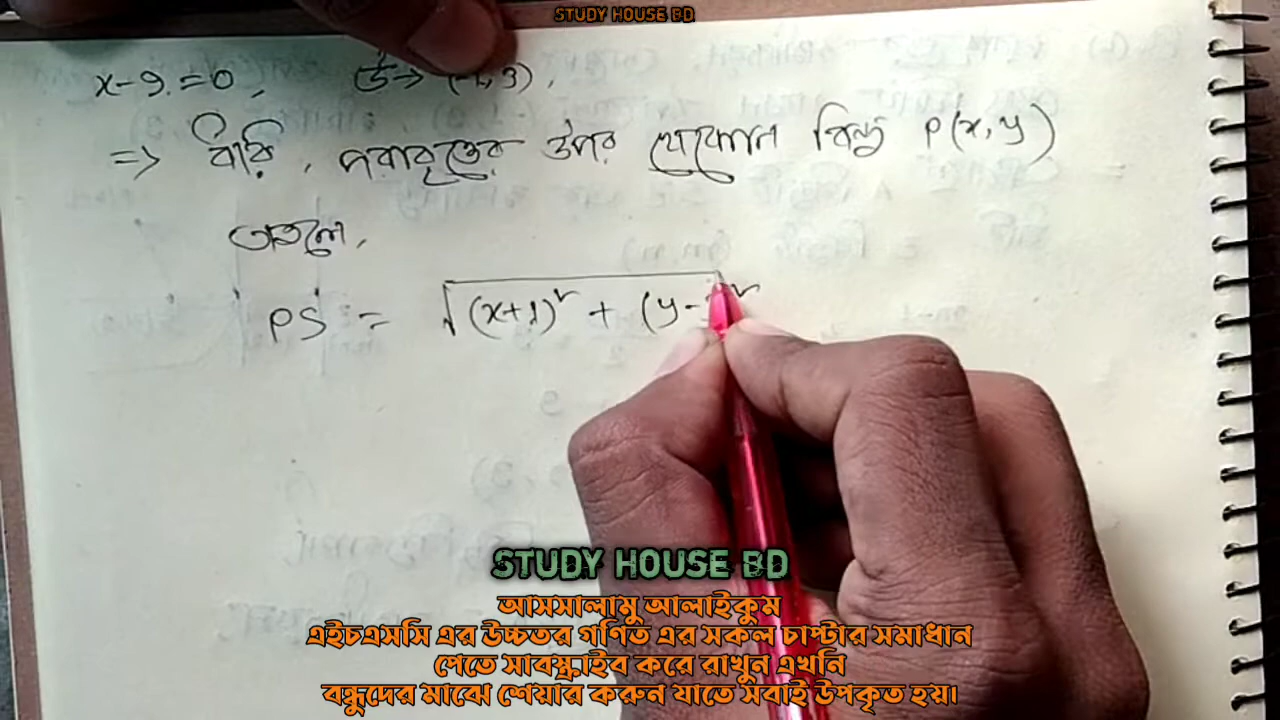 STUDY HOUSE BD
x-9=0, (-1, 3),
=> ধরি, পরাবৃত্তের উপর যেকোন বিন্দু P(x, y)
তাহলে,
PS = √(x+1)² + (y-
STUDY HOUSE BD
আসসালামু আলাইকুম
এইচএসসি এর উচ্চতর গণিত এর সকল চাপ্টার সমাধান
পেতে সাবস্ক্রাইব করে রাখুন এখনি
বন্ধুদের মাঝে শেয়ার করুন যাতে সবাই উপকৃত হয়।